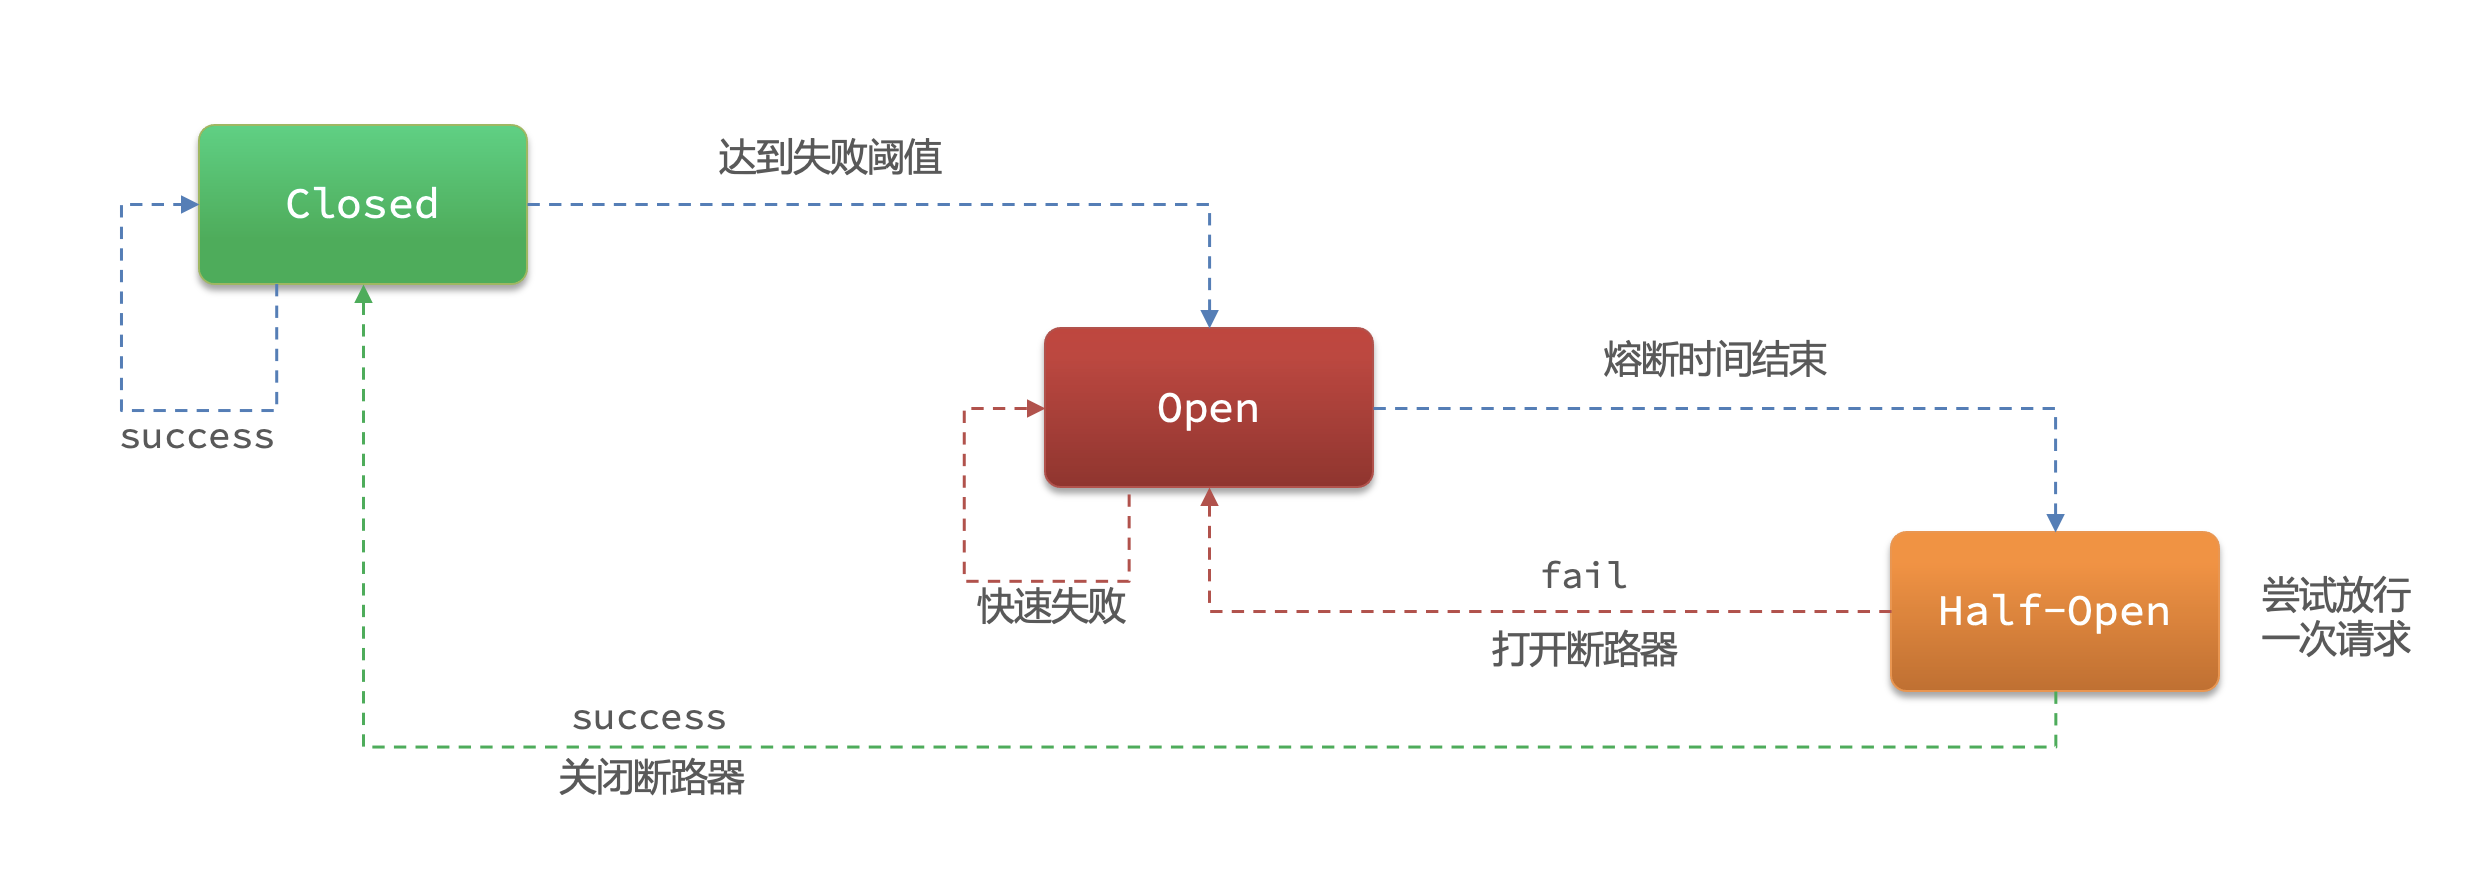 达到失败阈值
Closed
熔断时间结束
Open
success
fail
尝试放行
一次请求
快速失败
Half-Open
打开断路器
success
关闭断路器